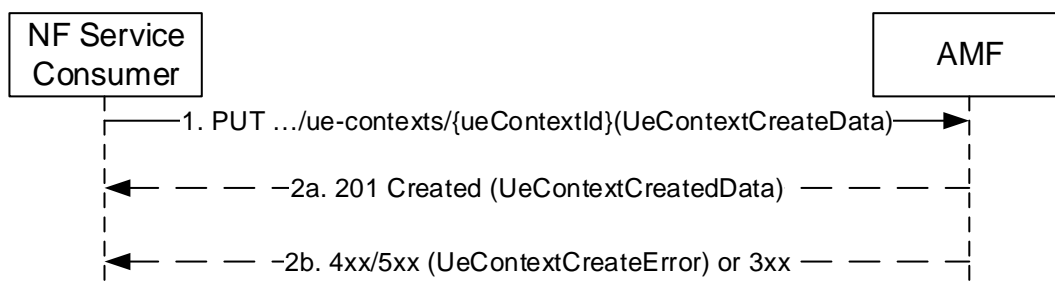 NF Service
Consumer
AMF
1. PUT …/ue-contexts/{ueContextId}(UeContextCreateData)
2a. 201 Created (UeContextCreatedData)
2b. 4xx/5xx (UeContextCreateError) or 3xx